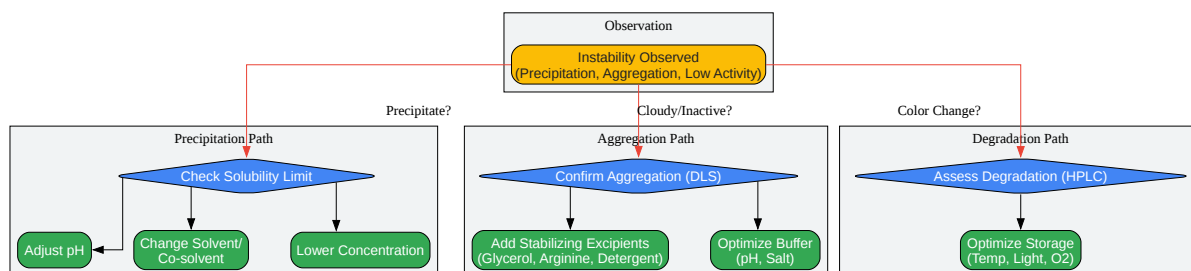 Observation
Instability Observed
(Precipitation, Aggregation, Low Activity)
Precipitate?
Cloudy/Inactive?
Color Change?
Precipitation Path
Check Solubility Limit
Adjust pH
Change Solvent/
Co-solvent
Lower Concentration
Aggregation Path
Confirm Aggregation (DLS)
Add Stabilizing Excipients
(Glycerol, Arginine, Detergent)
Optimize Buffer
(pH, Salt)
Degradation Path
Assess Degradation (HPLC)
Optimize Storage
(Temp, Light, O2)